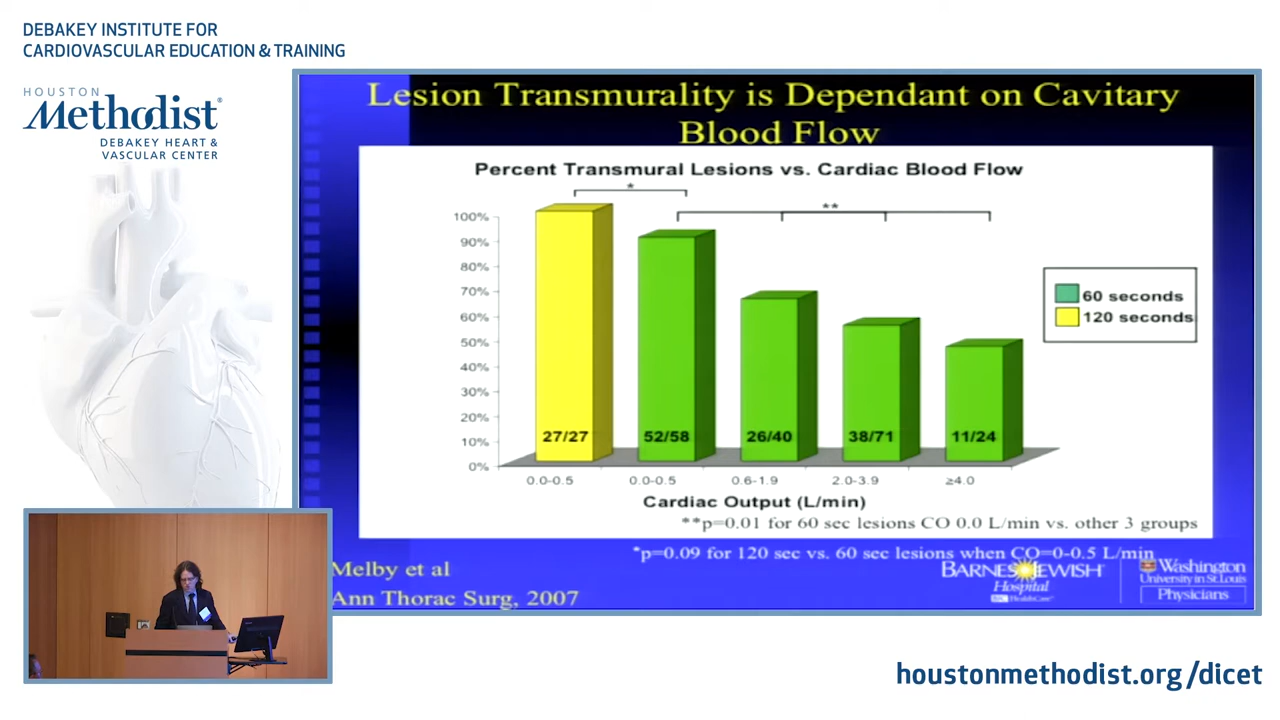 DEBAKEY INSTITUTE FOR
CARDIOVASCULAR EDUCATION & TRAINING
HOUSTON
Methodist®
DEBAKEY HEART &
VASCULAR CENTER
Lesion Transmurality is Dependant on Cavitary
Blood Flow
Percent Transmural Lesions vs. Cardiac Blood Flow
*
**
100%
90%
80%
70%
60%
50%
40%
30%
20%
10%
0%
27/27
52/58
26/40
38/71
11/24
0.0-0.5
0.0-0.5
0.6-1.9
2.0-3.9
≥4.0
Cardiac Output (L/min)
60 seconds
120 seconds
**p=0.01 for 60 sec lesions CO 0.0 L/min vs. other 3 groups
*p=0.09 for 120 sec vs. 60 sec lesions when CO=0-0.5 L/min
Melby et al
Ann Thorac Surg, 2007
BARNES JEWISH
Hospital
BJC HealthCare
Washington
University in St. Louis
Physicians
houstonmethodist.org/dicet